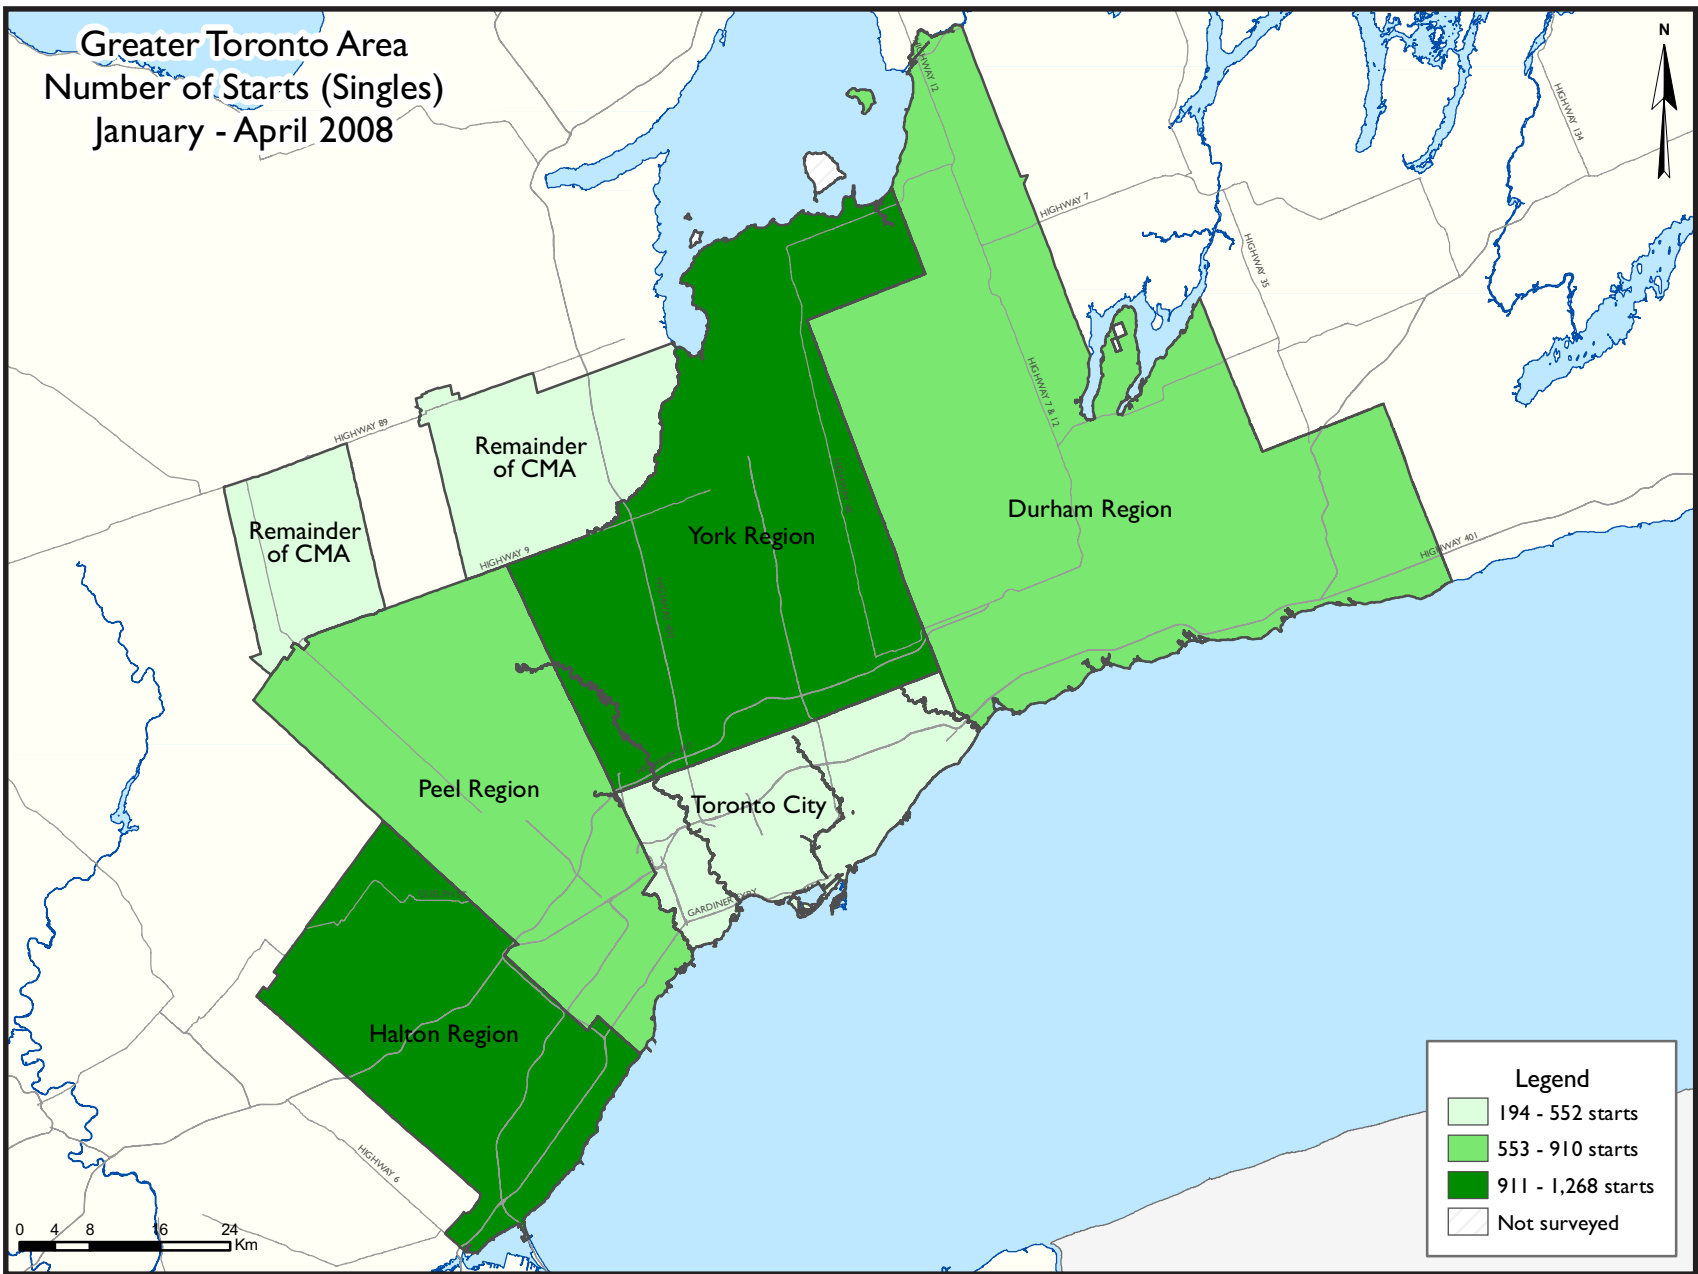 Greater Toronto Area
Number of Starts (Singles)
January - April 2008
N
HIGHWAY 12
HIGHWAY 134
HIGHWAY 7
HIGHWAY 35
HIGHWAY 7 & 12
HIGHWAY 89
Remainder
of CMA
Remainder
of CMA
HIGHWAY 9
York Region
Durham Region
HIGHWAY 401
Peel Region
Toronto City
GARDINER EXPY
Halton Region
HIGHWAY 6
Legend
194 - 552 starts
553 - 910 starts
911 - 1,268 starts
Not surveyed
0 4 8 16 24
Km